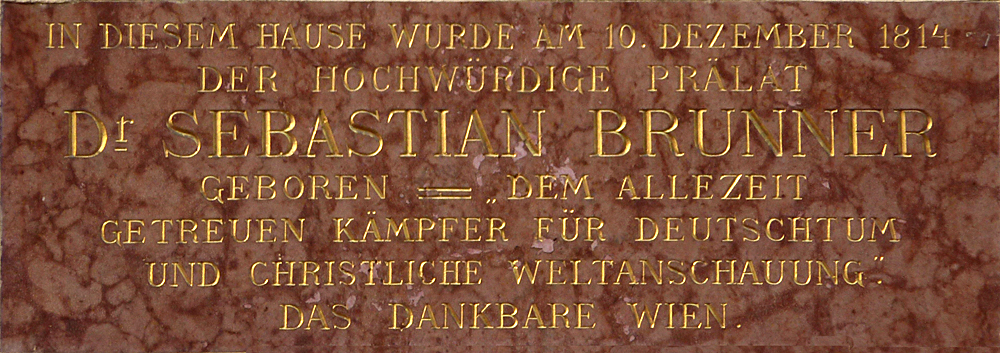 IN DIESEM HAUSE WURDE AM 10. DEZEMBER 1814
DER HOCHWÜRDIGE PRÄLAT
Dr SEBASTIAN BRUNNER
GEBOREN = „DEM ALLEZEIT
GETREUEN KÄMPFER FÜR DEUTSCHTUM
UND CHRISTLICHE WELTANSCHAUUNG.“
DAS DANKBARE WIEN.